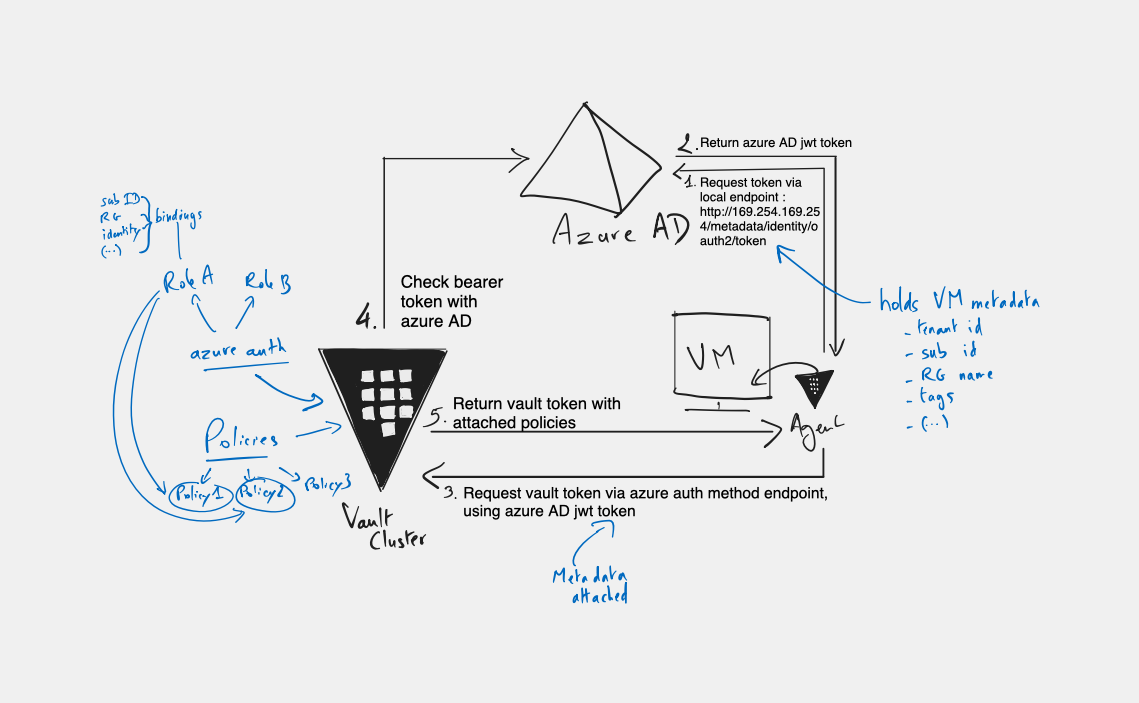 2. Return azure AD jwt token
1. Request token via
local endpoint :
http://169.254.169.25
4/metadata/identity/o
auth2/token
Azure AD
sub ID
RG
identity
(...)
bindings
Role A
Role B
azure auth
Check bearer
token with
azure AD
4.
holds VM metadata
- tenant id
- sub id
- RG name
- tags
- (...)
VM
Agent
5. Return vault token with
attached policies
Policies
Policy1
Policy2
Policy3
3. Request vault token via azure auth method endpoint,
using azure AD jwt token
Vault
Cluster
Metadata
attached